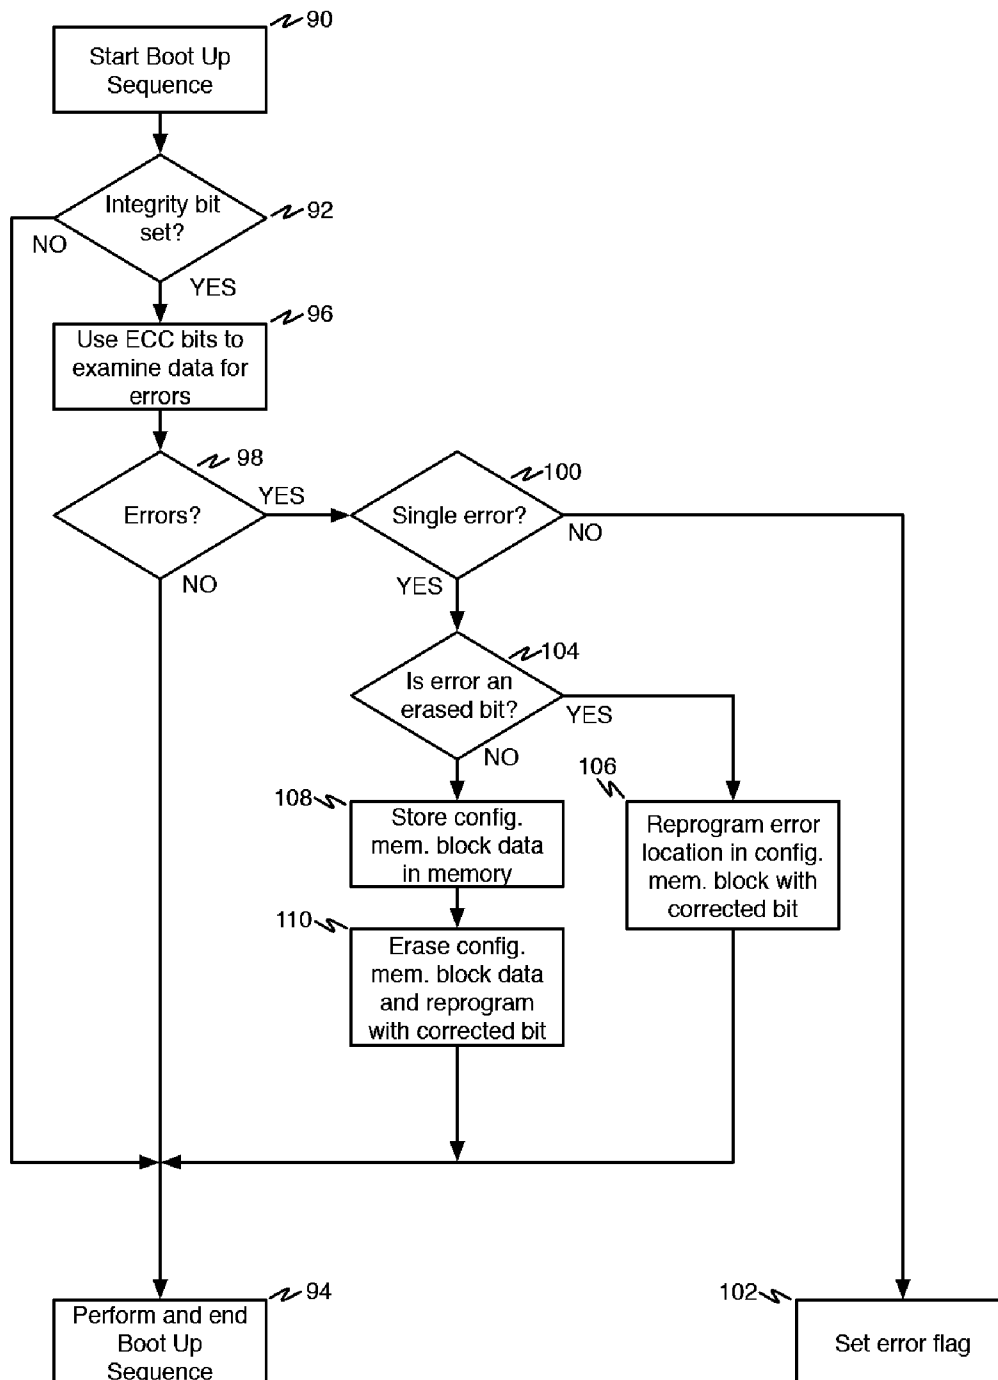 90
Start Boot Up
Sequence
Integrity bit
set?
92
NO
YES
96
Use ECC bits to
examine data for
errors
98
Errors?
YES
NO
100
Single error?
NO
YES
104
Is error an
erased bit?
YES
NO
108
Store config.
mem. block data
in memory
106
Reprogram error
location in config.
mem. block with
corrected bit
110
Erase config.
mem. block data
and reprogram
with corrected bit
94
Perform and end
Boot Up
Sequence
102
Set error flag